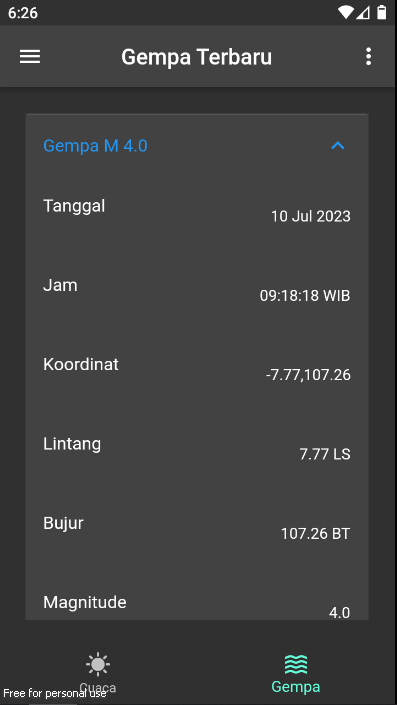 6:26
Gempa Terbaru
Gempa M 4.0
Tanggal
10 Jul 2023
Jam
09:18:18 WIB
Koordinat
-7.77,107.26
Lintang
7.77 LS
Bujur
107.26 BT
Magnitude
4.0
Cuaca
Gempa
Free for personal use